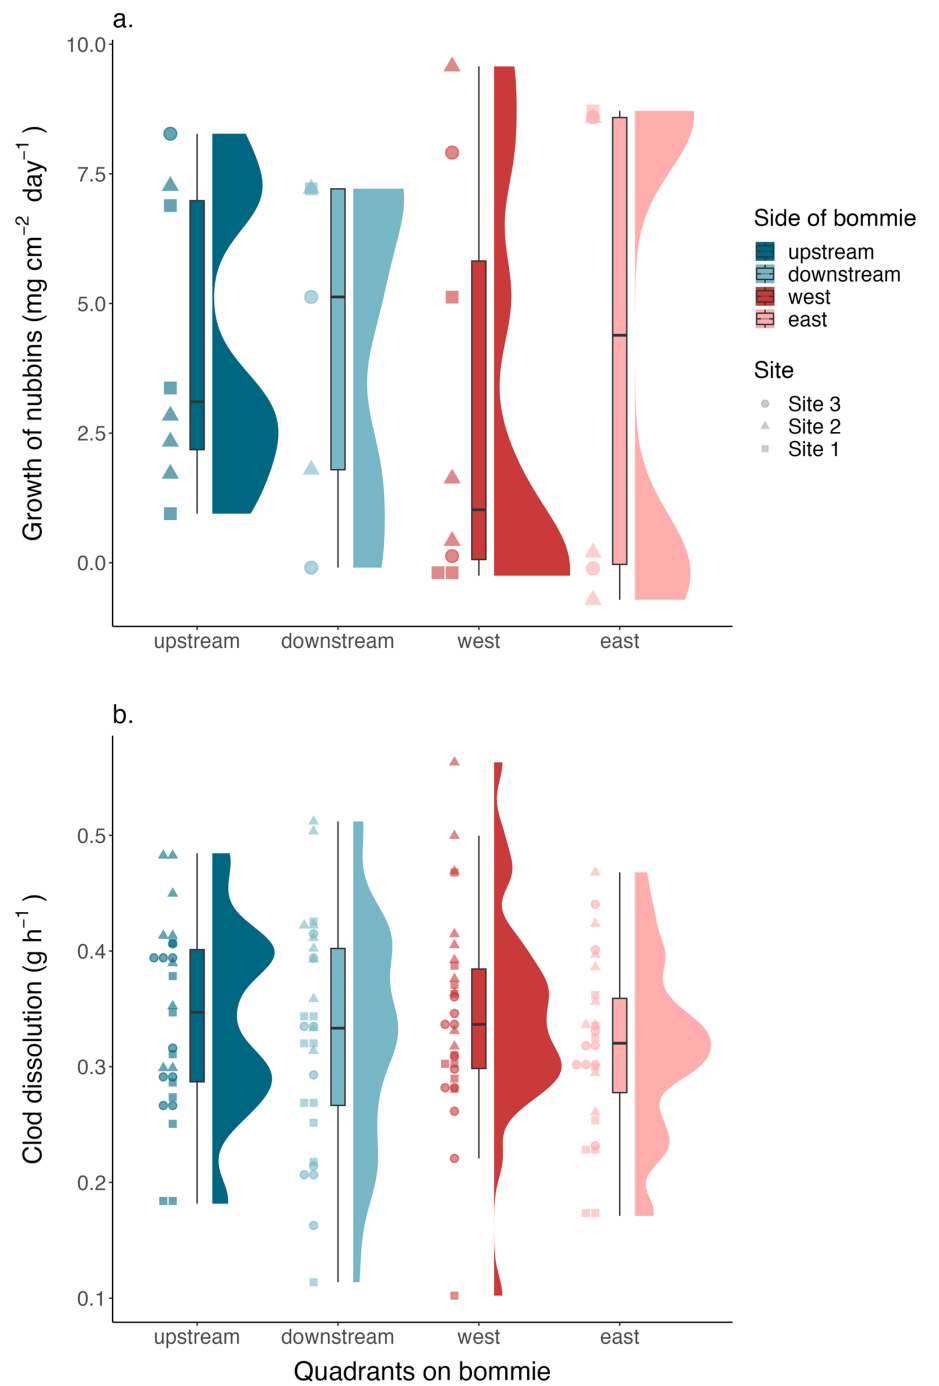 a.
Growth of nubbins (mg cm⁻² day⁻¹ )
10.0
7.5
5.0
2.5
0.0
upstream downstream west east
Side of bommie
upstream
downstream
west
east
Site
Site 3
Site 2
Site 1
b.
Clod dissolution (g h⁻¹ )
0.5
0.4
0.3
0.2
0.1
upstream downstream west east
Quadrants on bommie